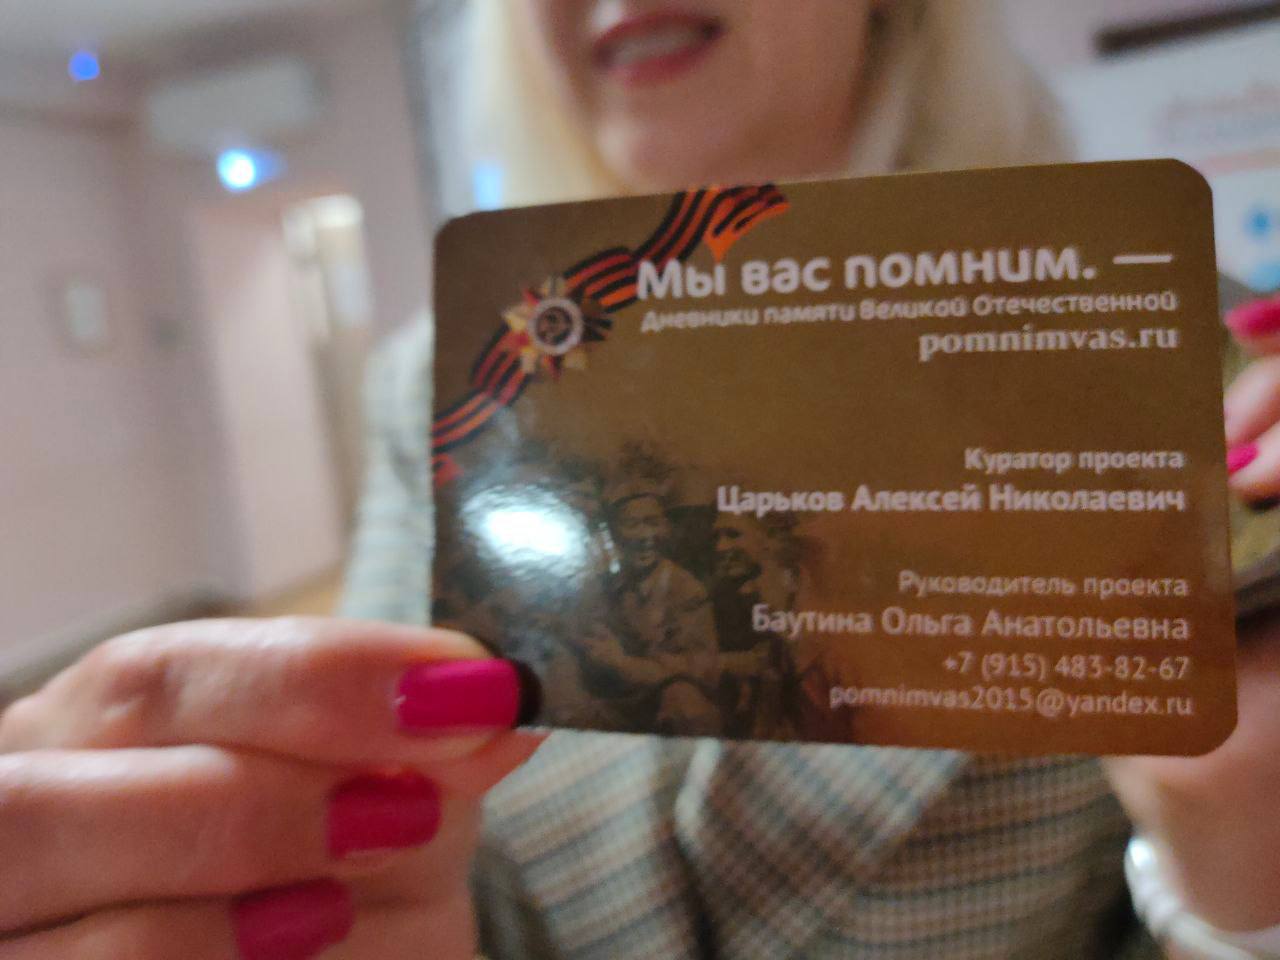 Мы вас помним. —
Дневники памяти Великой Отечественной
pomnimvas.ru
Куратор проекта
Царьков Алексей Николаевич
Руководитель проекта
Баутина Ольга Анатольевна
+7 (915) 483-82-67
pomnimvas2015@yandex.ru